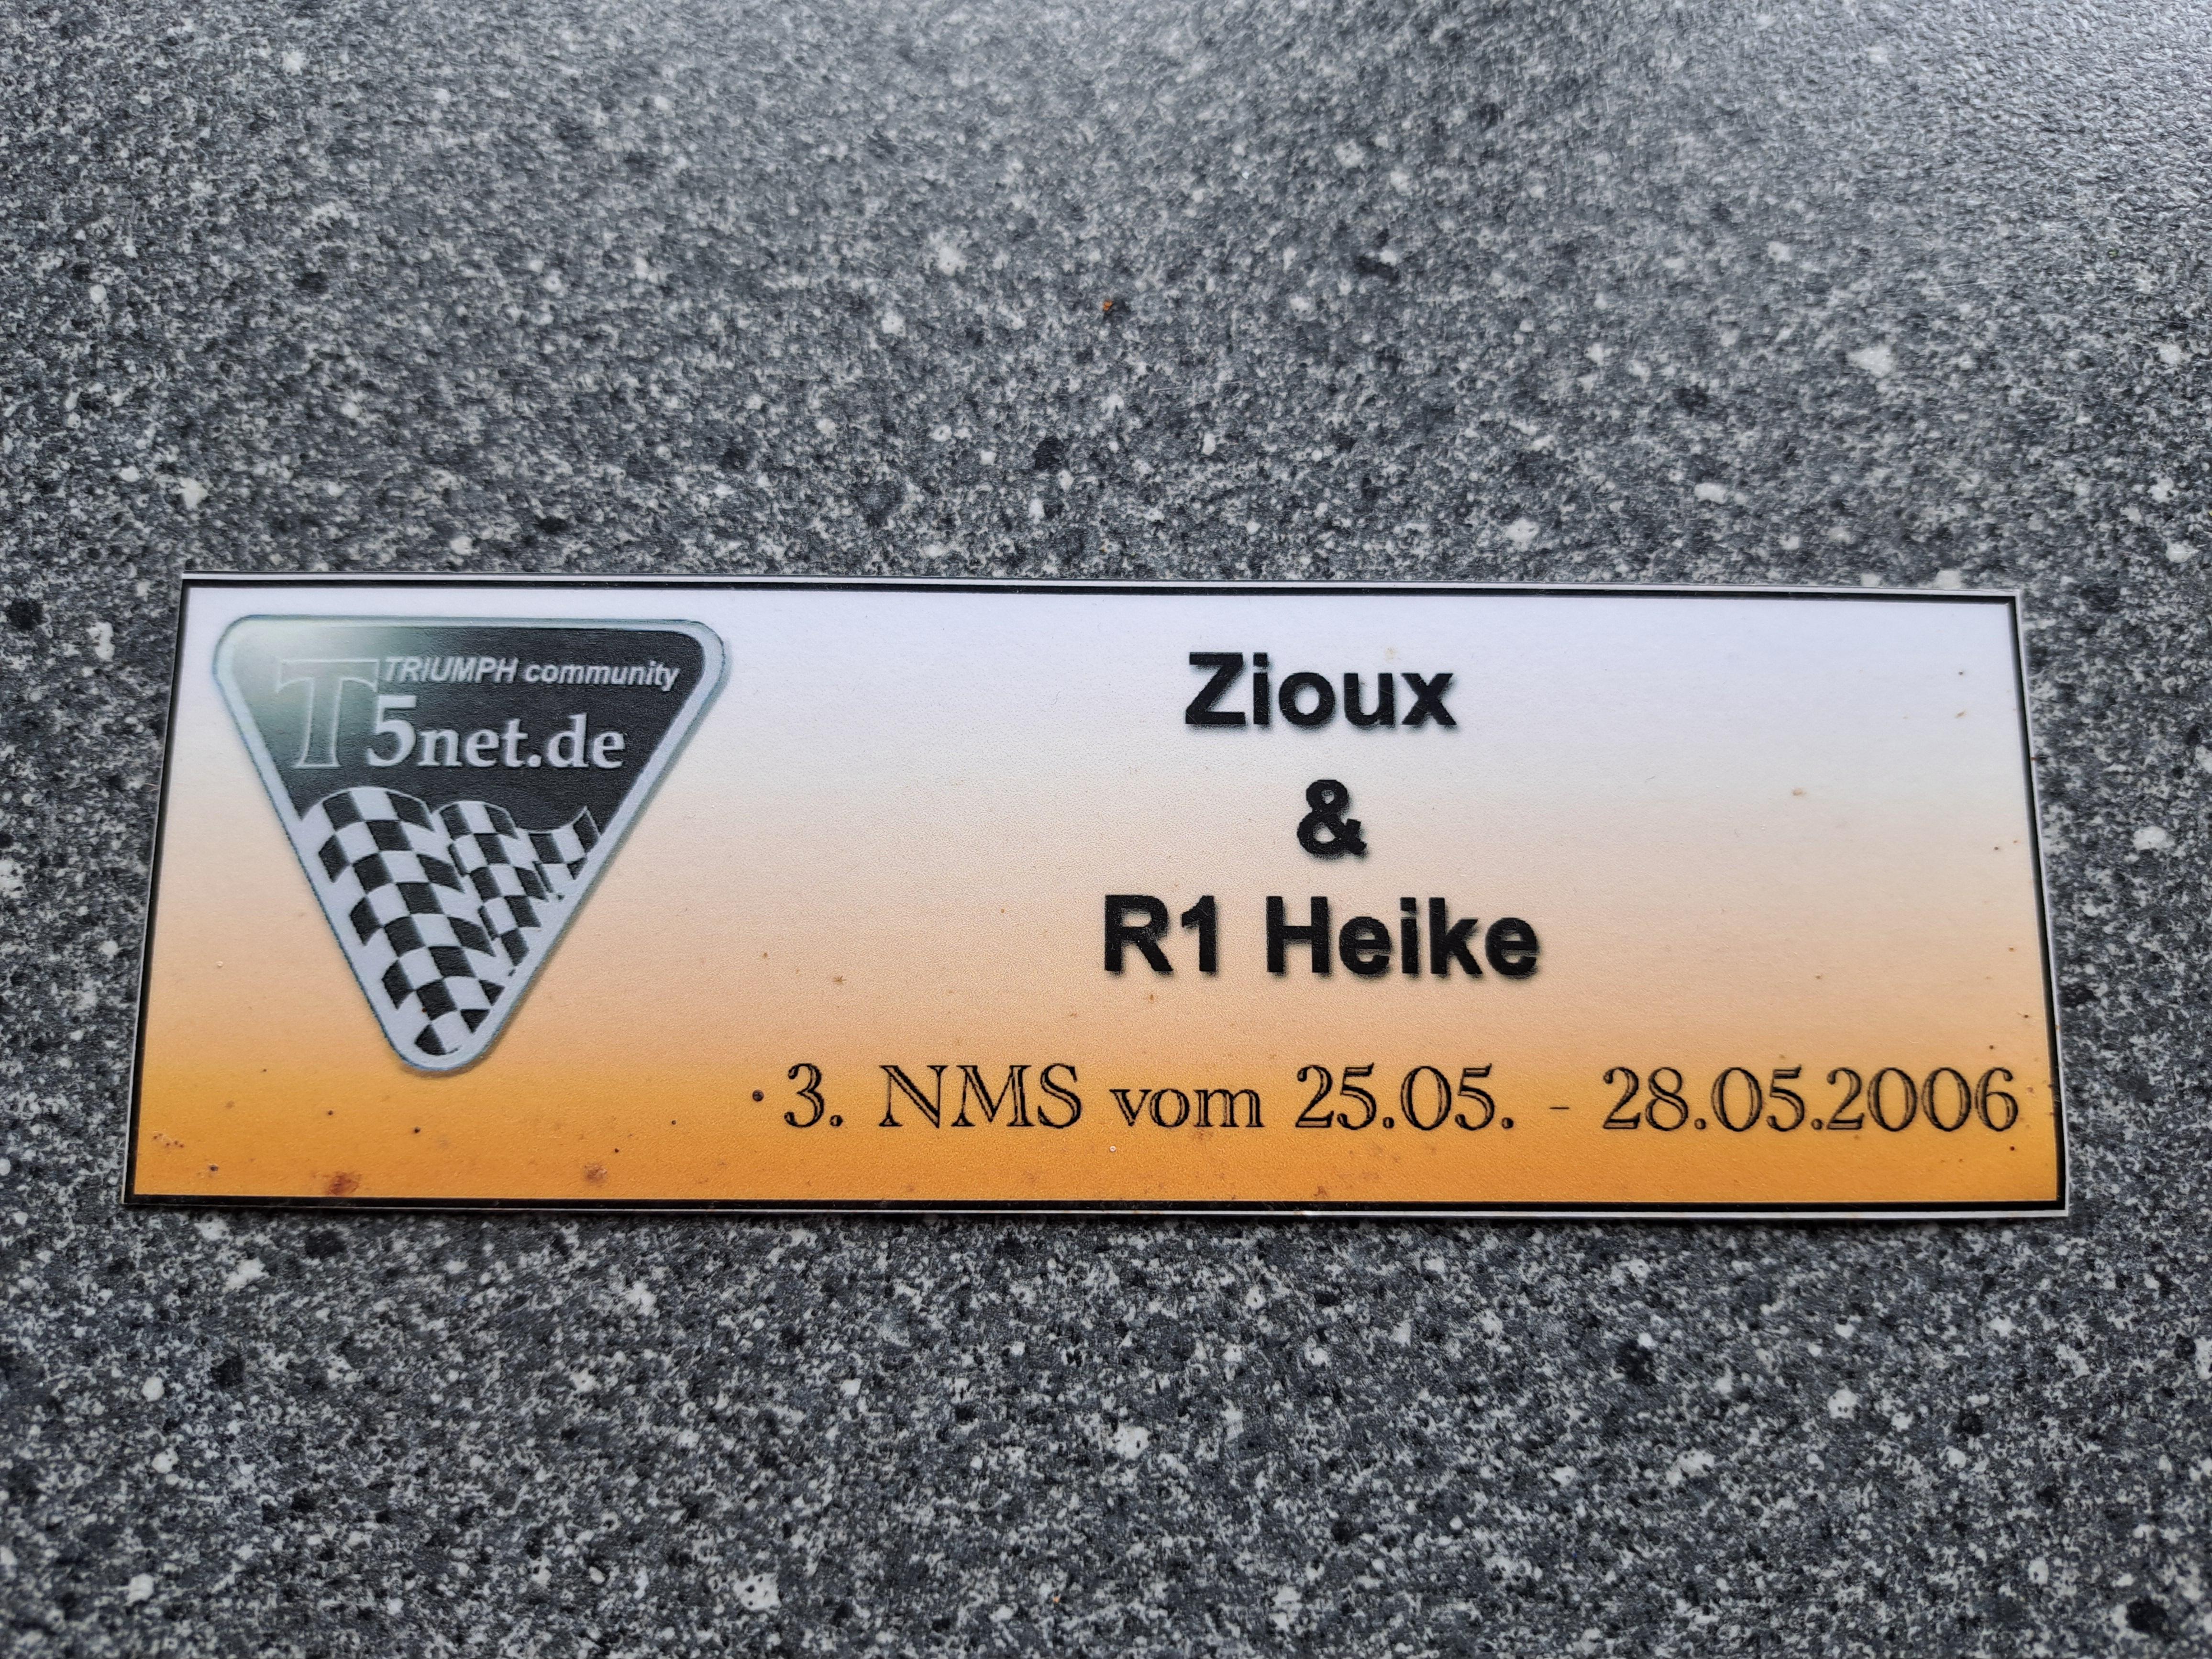 TRIUMPH community
T5net.de
Zioux
&
R1 Heike
3. NMS vom 25.05. - 28.05.2006